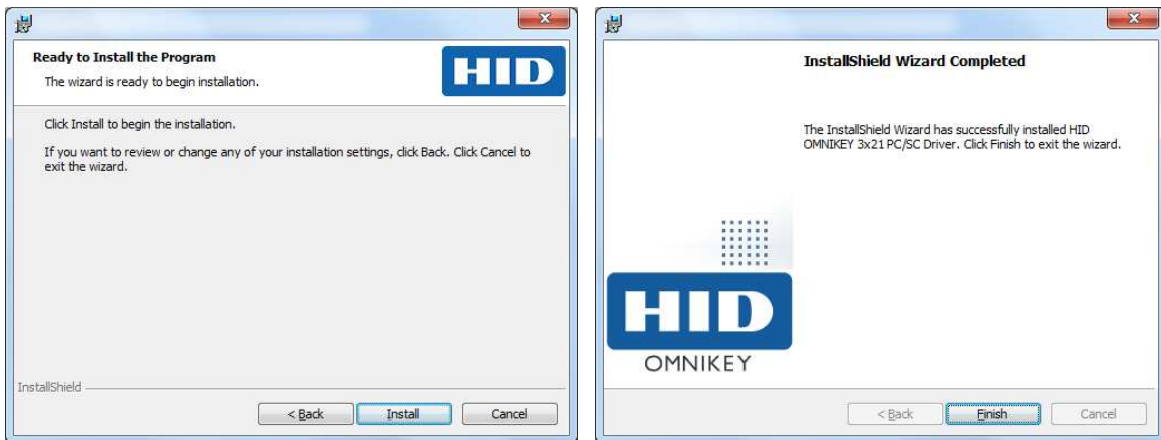 Ready to Install the Program
The wizard is ready to begin installation.
HID
Click Install to begin the installation.
If you want to review or change any of your installation settings, click Back. Click Cancel to
exit the wizard.
InstallShield
< Back
Install
Cancel
InstallShield Wizard Completed
The InstallShield Wizard has successfully installed HID
OMNIKEY 3x21 PC/SC Driver. Click Finish to exit the wizard.
HID
OMNIKEY
< Back
Finish
Cancel